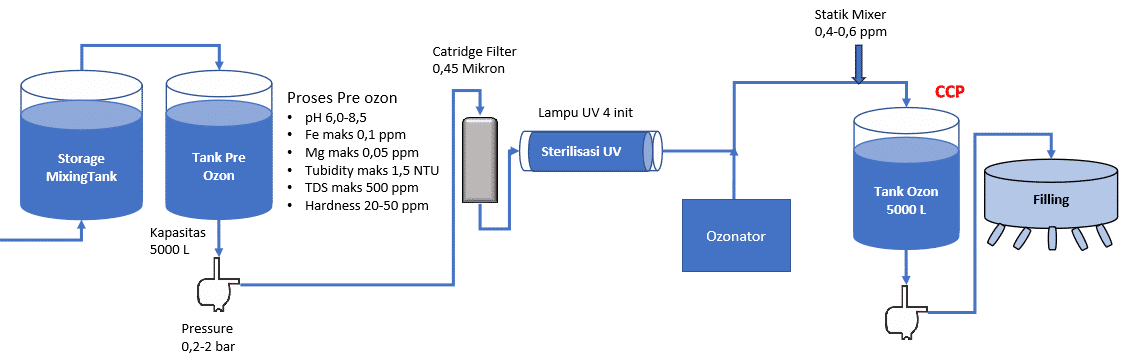 Storage
MixingTank
Tank Pre
Ozon
Kapasitas
5000 L
Pressure
0,2-2 bar
Proses Pre ozon
• pH 6,0-8,5
• Fe maks 0,1 ppm
• Mg maks 0,05 ppm
• Tubidity maks 1,5 NTU
• TDS maks 500 ppm
• Hardness 20-50 ppm
Catridge Filter
0,45 Mikron
Lampu UV 4 init
Sterilisasi UV
Ozonator
Statik Mixer
0,4-0,6 ppm
CCP
Tank Ozon
5000 L
Filling